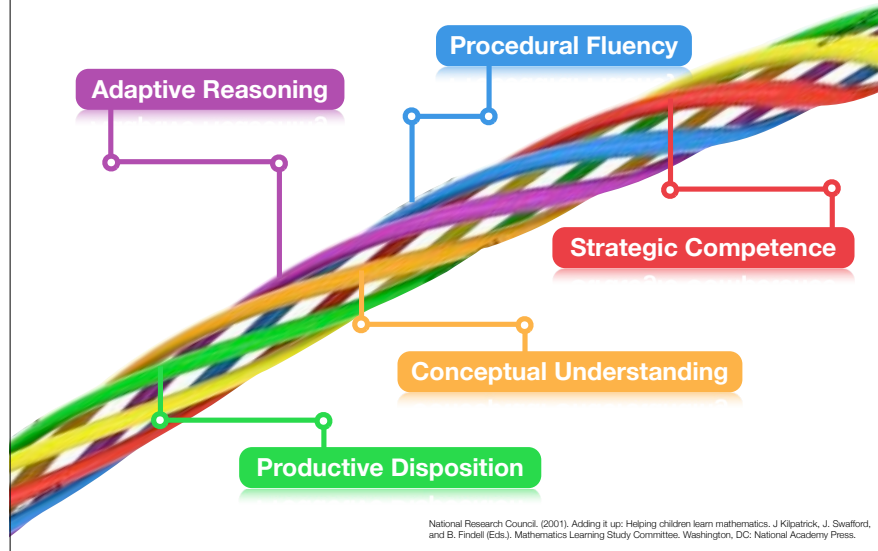 Procedural Fluency
Adaptive Reasoning
Strategic Competence
Conceptual Understanding
Productive Disposition
National Research Council. (2001). Adding it up: Helping children learn mathematics. J Kilpatrick, J. Swafford,
and B. Findell (Eds.). Mathematics Learning Study Committee. Washington, DC: National Academy Press.